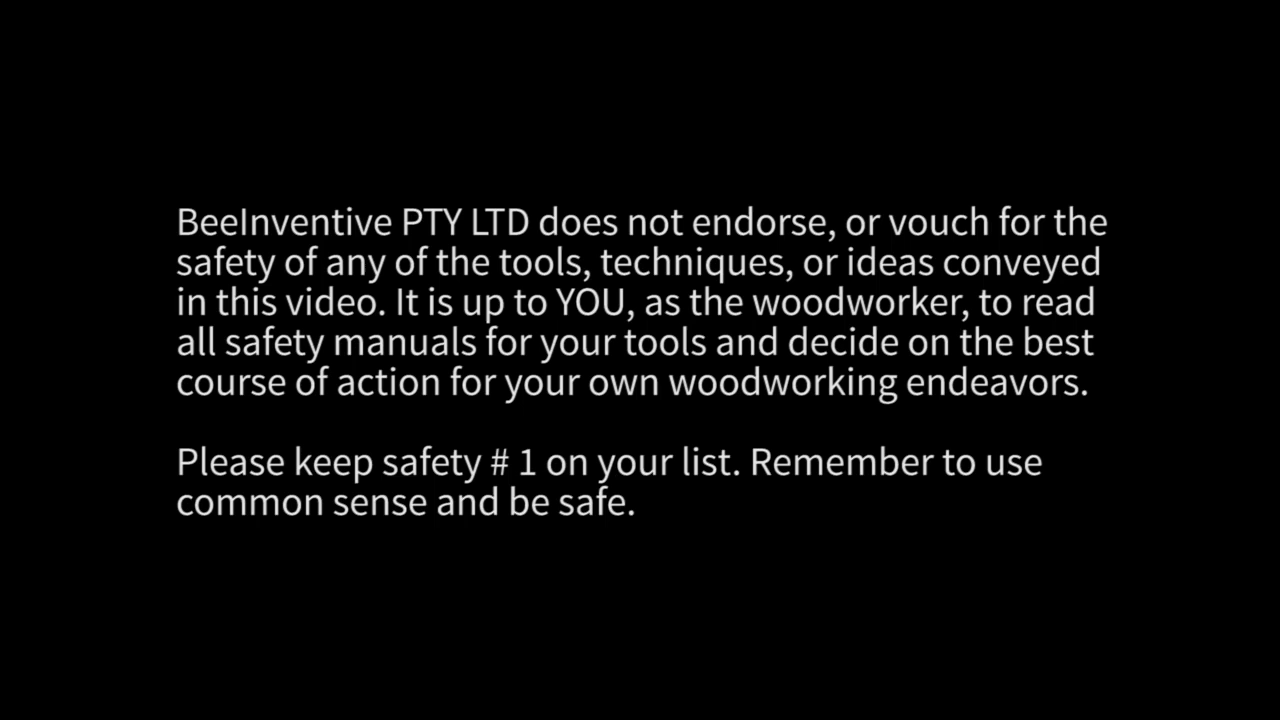 BeeInventive PTY LTD does not endorse, or vouch for the
safety of any of the tools, techniques, or ideas conveyed
in this video. It is up to YOU, as the woodworker, to read
all safety manuals for your tools and decide on the best
course of action for your own woodworking endeavors.
Please keep safety # 1 on your list. Remember to use
common sense and be safe.